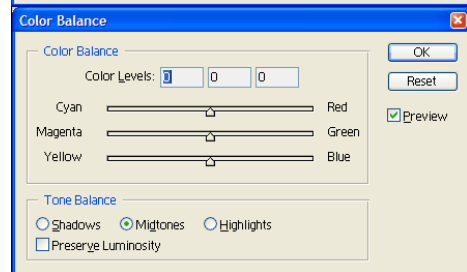 Color Balance
Color Balance
OK
Color Levels: 0 0 0
Reset
Cyan Red
Preview
Magenta Green
Yellow Blue
Tone Balance
Shadows Midtones Highlights
Preserve Luminosity